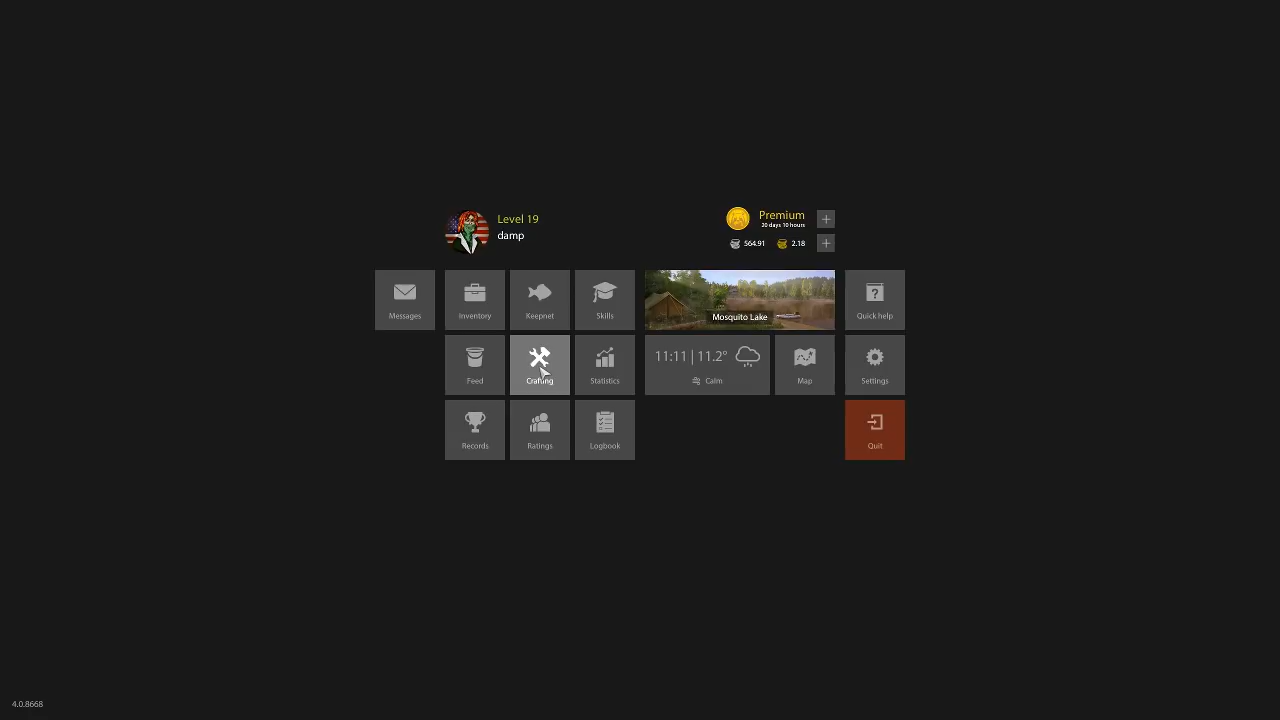 Level 19
damp
Premium
20 days 10 hours
564.91 2.18
Messages
Inventory
Keepnet
Skills
Mosquito Lake
Quick help
Feed
Crafting
Statistics
11:11 | 11.2°
Calm
Map
Settings
Records
Ratings
Logbook
Quit
4.0.8668